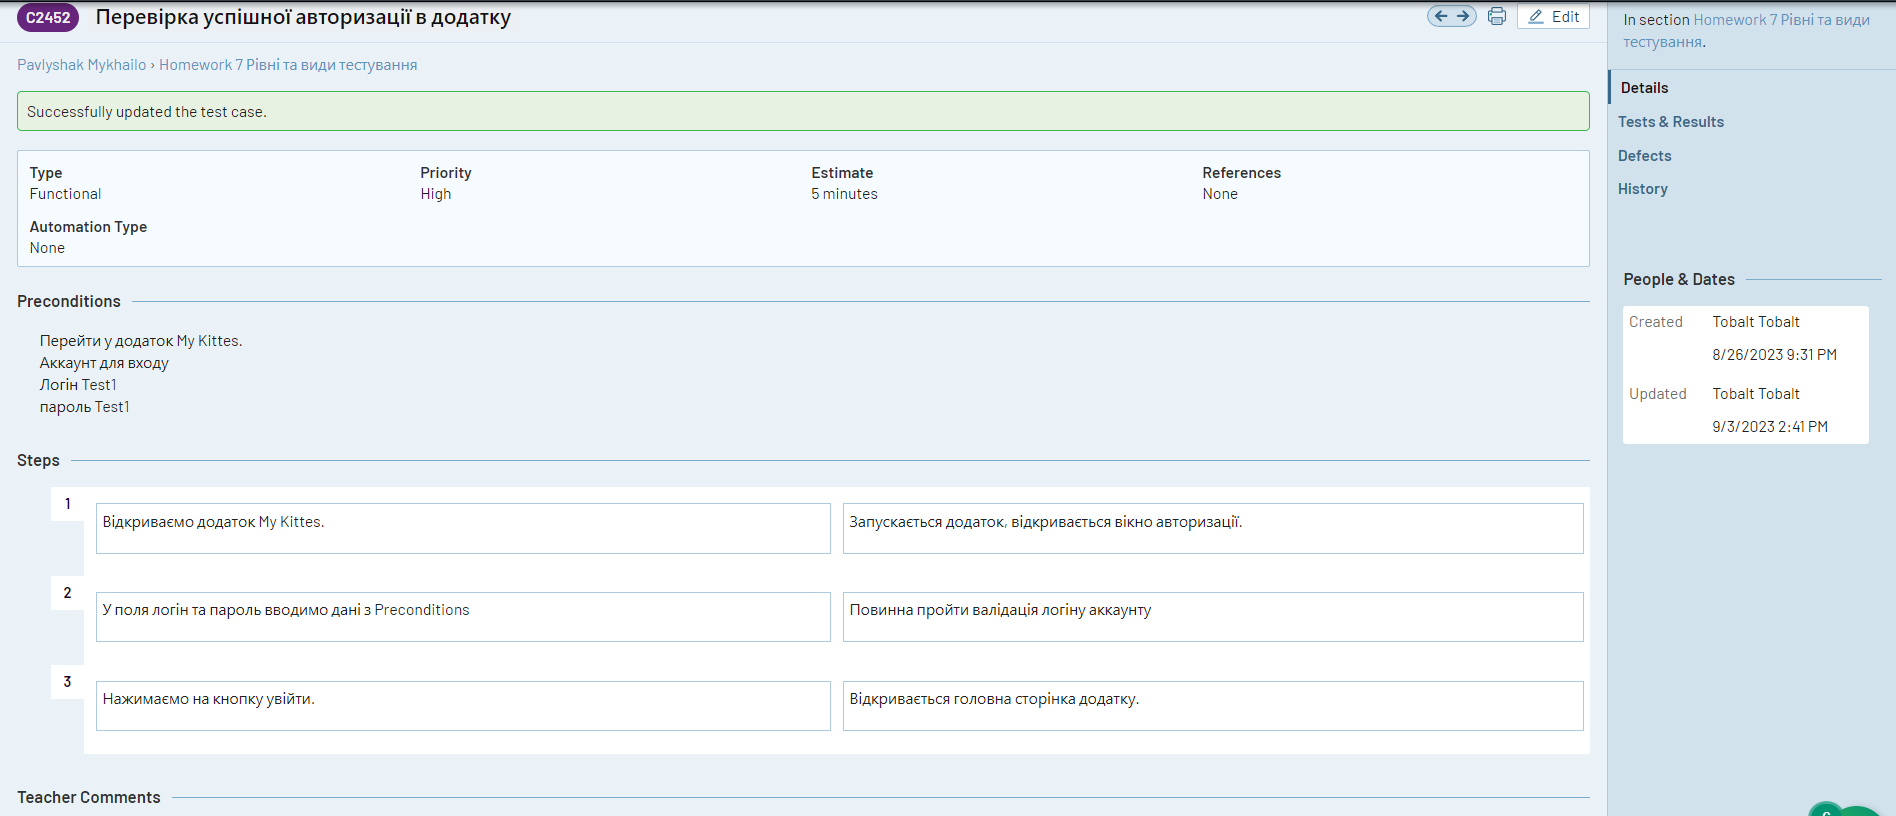 C2452 Перевірка успішної авторизації в додатку
Edit
Pavlyshak Mykhailo › Homework 7 Рівні та види тестування
Successfully updated the test case.
Type Priority Estimate References
Functional High 5 minutes None
Automation Type
None
Preconditions
Перейти у додаток My Kittes.
Аккаунт для входу
Логін Test1
пароль Test1
Steps
1 Відкриваємо додаток My Kittes. Запускається додаток, відкривається вікно авторизації.
2 У поля логін та пароль вводимо дані з Preconditions Повинна пройти валідація логіну аккаунту
3 Нажимаємо на кнопку увійти. Відкривається головна сторінка додатку.
Teacher Comments
In section Homework 7 Рівні та види
тестування.
Details
Tests & Results
Defects
History
People & Dates
Created Tobalt Tobalt
8/26/2023 9:31 PM
Updated Tobalt Tobalt
9/3/2023 2:41 PM